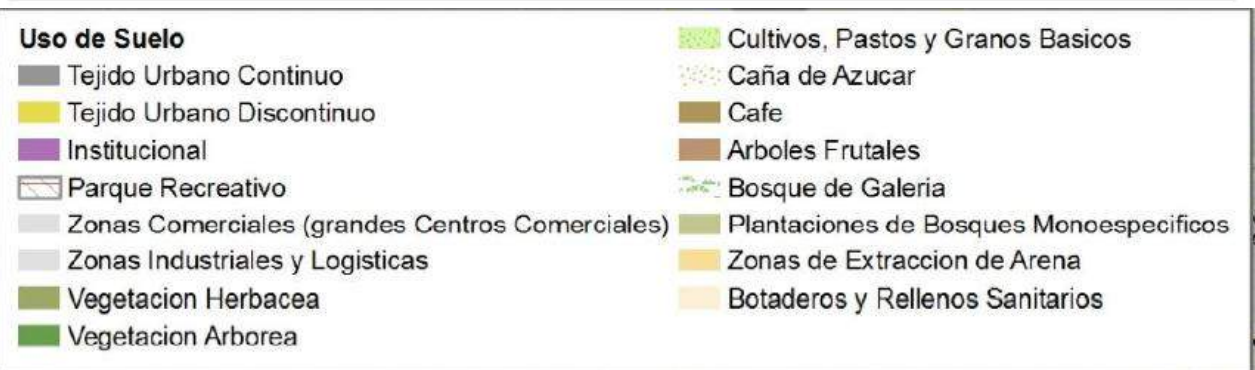 Uso de Suelo
Tejido Urbano Continuo
Tejido Urbano Discontinuo
Institucional
Parque Recreativo
Zonas Comerciales (grandes Centros Comerciales)
Zonas Industriales y Logisticas
Vegetacion Herbacea
Vegetacion Arborea
Cultivos, Pastos y Granos Basicos
Caña de Azucar
Cafe
Arboles Frutales
Bosque de Galeria
Plantaciones de Bosques Monoespecificos
Zonas de Extraccion de Arena
Botaderos y Rellenos Sanitarios